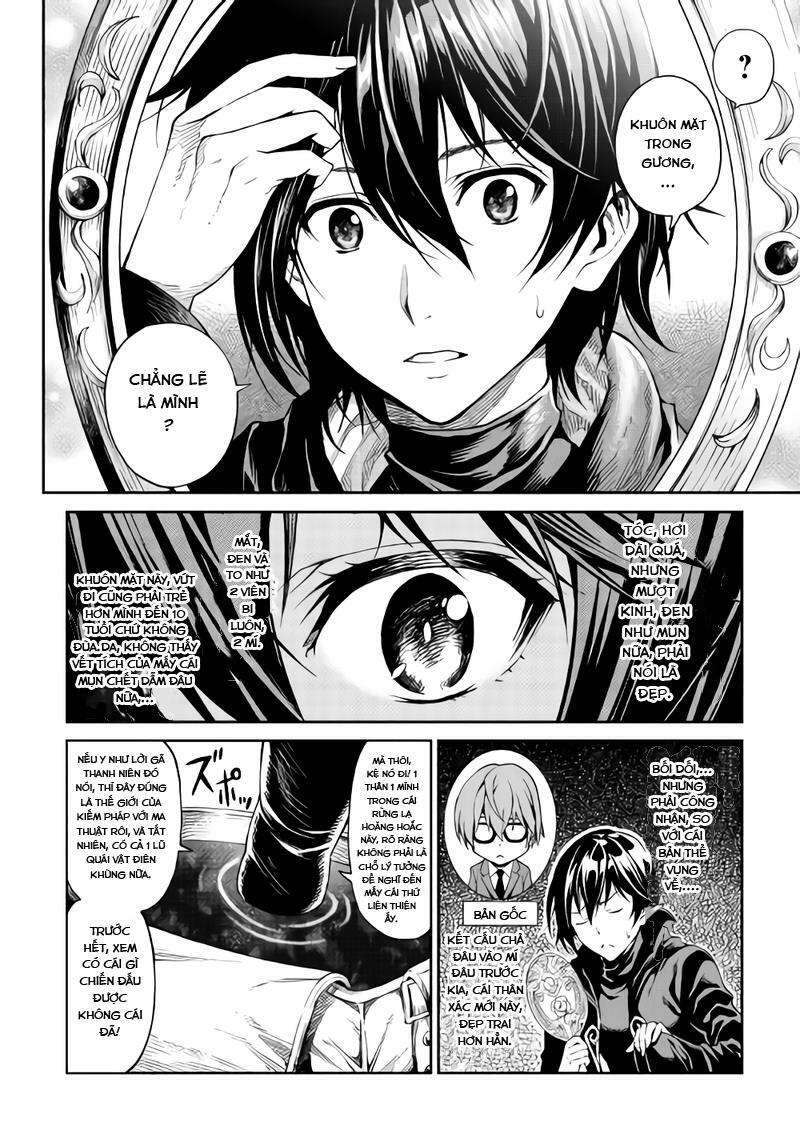 ?
KHUÔN MẶT
TRONG
GƯƠNG,
...
CHẲNG LẼ
LÀ MÌNH
?
TÓC, HƠI
DÀI QUÁ,
NHƯNG
MƯỢT
KINH, ĐEN
NHƯ MUN
NỮA, PHẢI
NÓI LÀ
ĐẸP.
MẮT,
ĐEN VÀ
TO NHƯ
2 VIÊN
BI
LUÔN,
2 MÍ.
KHUÔN MẶT NÀY, VỨT
ĐI CŨNG PHẢI TRẺ
HƠN MÌNH ĐẾN 10
TUỔI CHỨ KHÔNG
ĐÙA.DA, KHÔNG THẤY
VẾT TÍCH CỦA MẤY CÁI
MỤN CHẾT DẪM ĐÂU
NỮA,...
BỐI DỐI,...
NHƯNG
PHẢI CÔNG
NHẬN, SO
VỚI CÁI
BẢN THỂ
VỤNG
VỀ,....
BẢN GỐC
KẾT CẤU CHẢ
ĐÂU VÀO MÍ
ĐÂU TRƯỚC
KIA, CÁI THÂN
XÁC MỚI NÀY,
ĐẸP TRAI
HƠN HẲN.
MÀ THÔI,
KỆ NÓ ĐI! 1
THÂN 1 MÌNH
TRONG CÁI
RỪNG LẠ
HOẮNG HOẮC
NÀY, RÕ RÀNG
KHÔNG PHẢI LÀ
CHỖ LÝ TƯỞNG
ĐỂ NGHĨ ĐẾN
MẤY CÁI THỨ
LIÊN THIÊN
ẤY.
ズポッ
NẾU Y NHƯ LỜI GÃ
THANH NIÊN ĐÓ
NÓI, THÌ ĐÂY ĐÚNG
LÀ THẾ GIỚI CỦA
KIẾM PHÁP VỚI MA
THUẬT RỒI, VÀ TẤT
NHIÊN, CÓ CẢ 1 LŨ
QUÁI VẬT ĐIÊN
KHÙNG NỮA.
TRƯỚC
HẾT, XEM
CÓ CÁI GÌ
CHIẾN ĐẤU
ĐƯỢC
KHÔNG CÁI
ĐÃ!